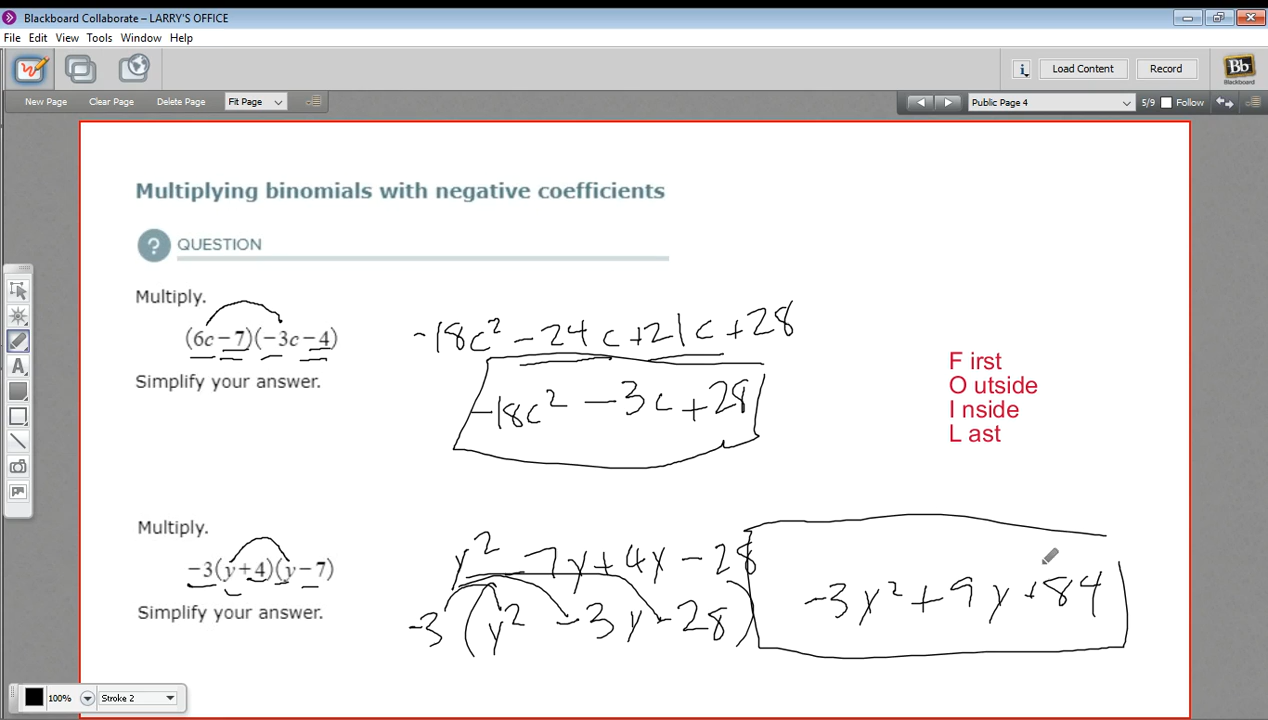 Blackboard Collaborate — LARRY'S OFFICE
File Edit View Tools Window Help
i Load Content Record Bb Blackboard
New Page Clear Page Delete Page Fit Page Public Page 4 5/9 Follow
Multiplying binomials with negative coefficients
? QUESTION
Multiply.
(6c – 7)(–3c – 4)
Simplify your answer.
-18c² - 24c + 21c + 28
-18c² - 3c + 28
F irst
O utside
I nside
L ast
Multiply.
–3(y + 4)(y – 7)
Simplify your answer.
y² - 7y + 4y - 28
-3 (y² - 3y - 28)
-3y² + 9y + 84
A
100% Stroke 2